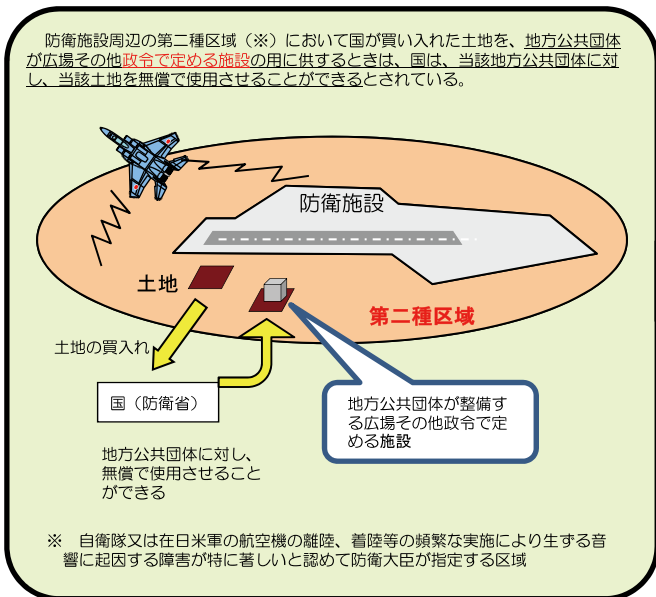 防衛施設周辺の第二種区域（※）において国が買い入れた土地を、地方公共団体
が広場その他政令で定める施設の用に供するときは、国は、当該地方公共団体に対
し、当該土地を無償で使用させることができるとされている。
防衛施設
土地
第二種区域
土地の買入れ
国（防衛省）
地方公共団体が整備す
る広場その他政令で定
める施設
地方公共団体に対し、
無償で使用させること
ができる
※　自衛隊又は在日米軍の航空機の離陸、着陸等の頻繁な実施により生ずる音
響に起因する障害が特に著しいと認めて防衛大臣が指定する区域